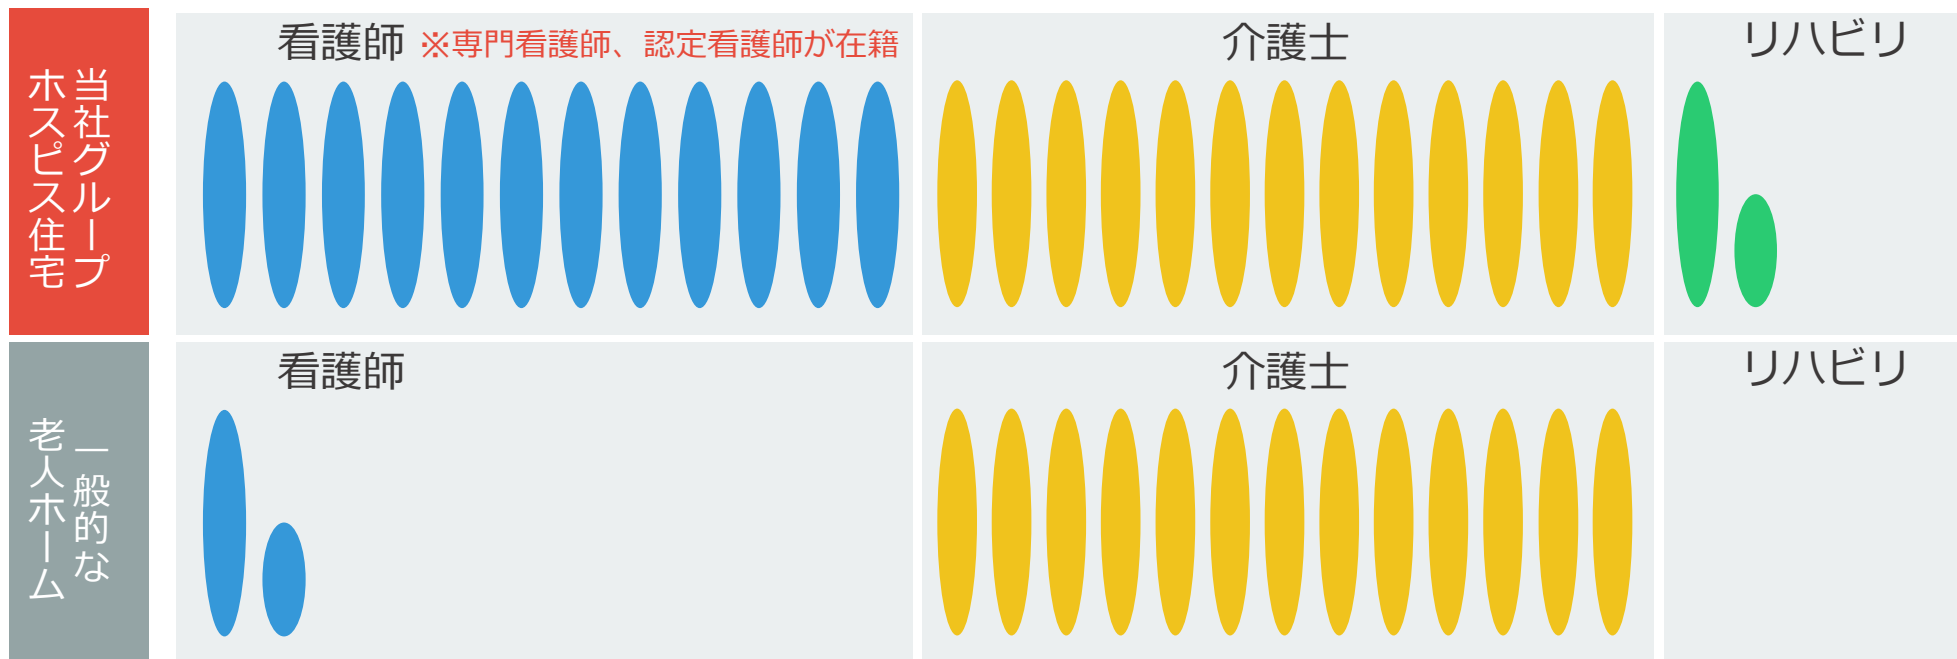 当社グループ
ホスピス住宅
看護師 ※専門看護師、認定看護師が在籍
介護士
リハビリ
一般的な
老人ホーム
看護師
介護士
リハビリ